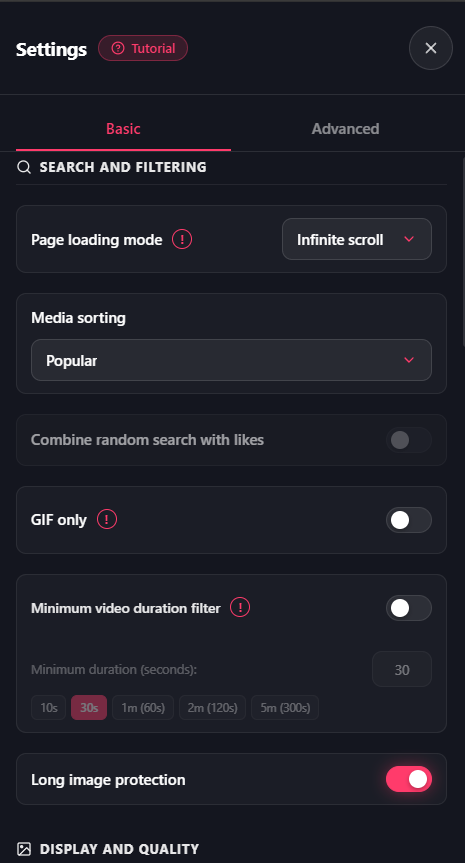 Settings
Tutorial
Basic
Advanced
SEARCH AND FILTERING
Page loading mode
Infinite scroll
Media sorting
Popular
Combine random search with likes
GIF only
Minimum video duration filter
Minimum duration (seconds):
30
10s
30s
1m (60s)
2m (120s)
5m (300s)
Long image protection
DISPLAY AND QUALITY